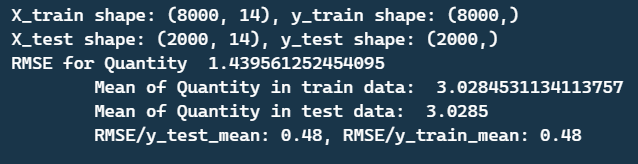 X_train shape: (8000, 14), y_train shape: (8000,)
X_test shape: (2000, 14), y_test shape: (2000,)
RMSE for Quantity  1.439561252454095
        Mean of Quantity in train data:  3.0284531134113757
        Mean of Quantity in test data:  3.0285
        RMSE/y_test_mean: 0.48, RMSE/y_train_mean: 0.48